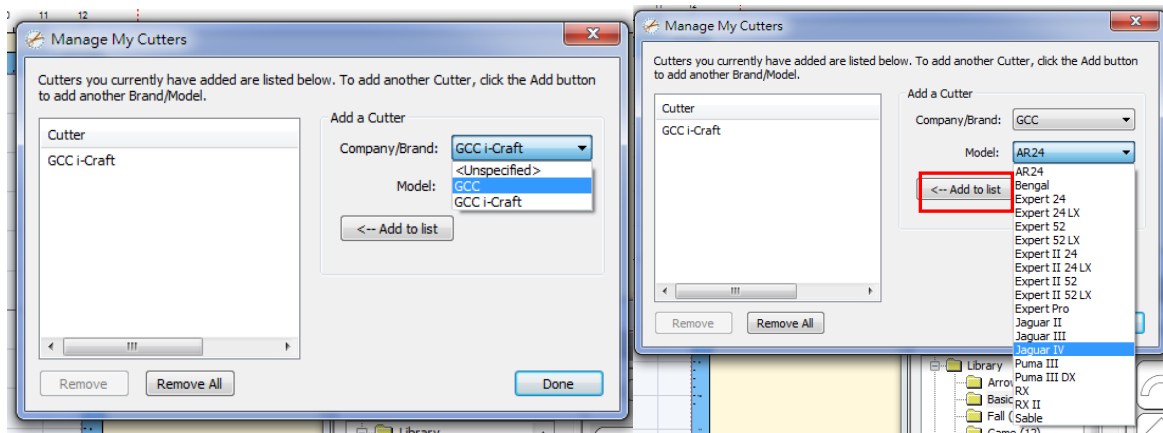 11 12
Manage My Cutters
Cutters you currently have added are listed below. To add another Cutter, click the Add button
to add another Brand/Model.
Cutter
GCC i-Craft
Add a Cutter
Company/Brand: GCC i-Craft
<Unspecified>
GCC
GCC i-Craft
Model:
<-- Add to list
Remove Remove All
Done
Library
Manage My Cutters
Cutters you currently have added are listed below. To add another Cutter, click the Add button
to add another Brand/Model.
Cutter
GCC i-Craft
Add a Cutter
Company/Brand: GCC
Model: AR24
<-- Add to list
AR24
Bengal
Expert 24
Expert 24 LX
Expert 52
Expert 52 LX
Expert II 24
Expert II 24 LX
Expert II 52
Expert II 52 LX
Expert Pro
Jaguar II
Jaguar III
Jaguar IV
Puma III
Puma III DX
RX
RX II
Sable
Remove Remove All
Library